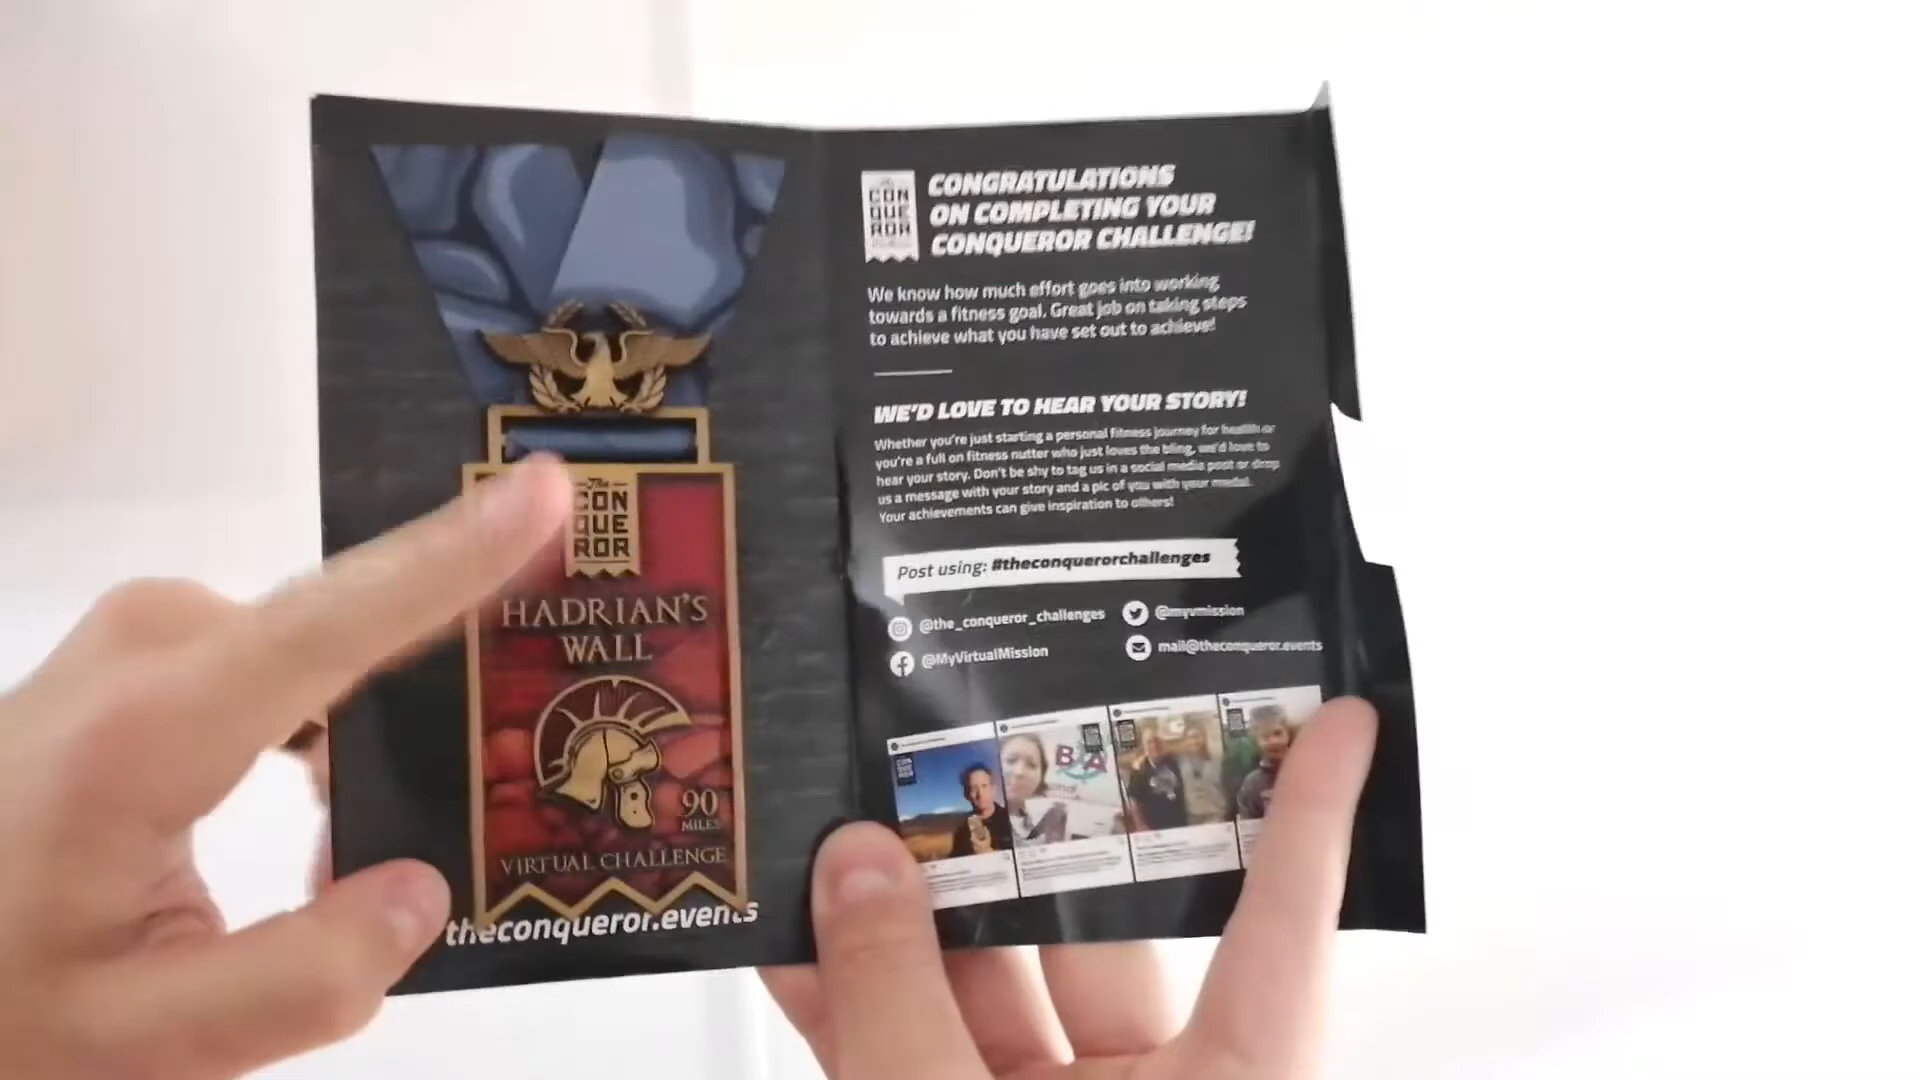 The
CON
QUE
ROR
HADRIAN'S
WALL
90
MILES
VIRTUAL CHALLENGE
theconqueror.events
CON
QUE
ROR
CONGRATULATIONS
ON COMPLETING YOUR
CONQUEROR CHALLENGE!
We know how much effort goes into working
towards a fitness goal. Great job on taking steps
to achieve what you have set out to achieve!
WE'D LOVE TO HEAR YOUR STORY!
Whether you're just starting a personal fitness journey for health or
you're a full on fitness nutter who just loves the bling, we'd love to
hear your story. Don't be shy to tag us in a social media post or drop
us a message with your story and a pic of you with your medal.
Your achievements can give inspiration to others!
Post using: #theconquerorchallenges
@the_conqueror_challenges
@myvmission
@MyVirtualMission
mail@theconqueror.events
CON
QUE
ROR